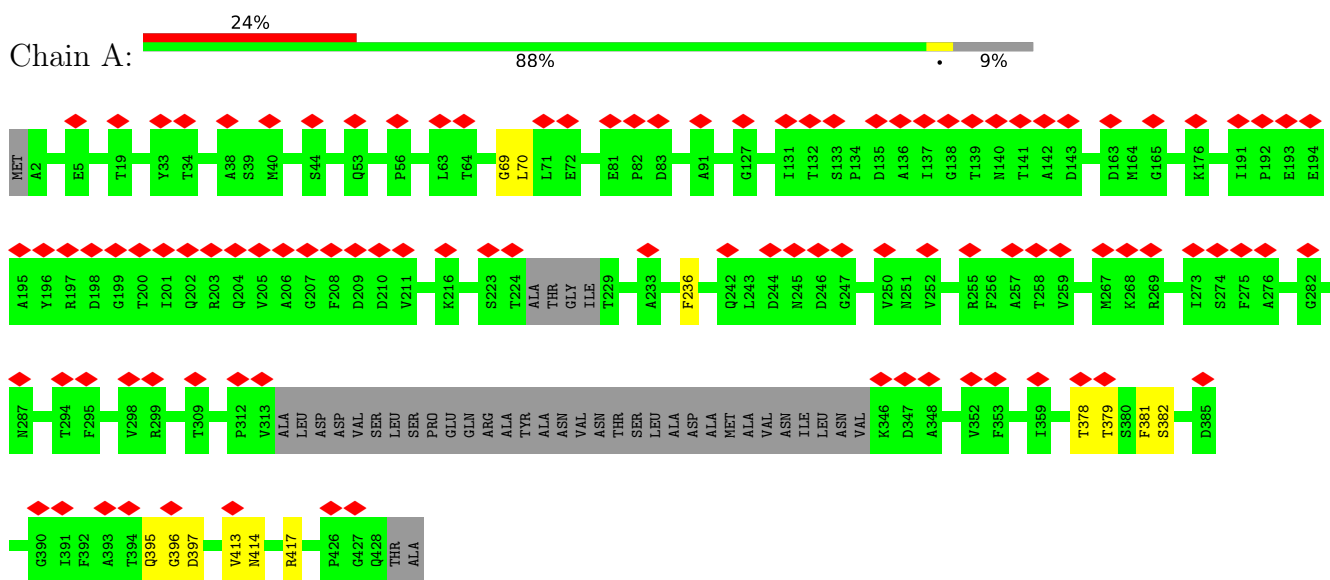 24%
Chain A:
88% • 9%
MET A2 E5 T19 Y33 T34 A38 S39 M40 S44 Q53 P56 L63 T64 G69 L70 L71 E72 E81 P82 D83 A91 G127 I131 T132 S133 P134 D135 A136 I137 G138 T139 N140 T141 A142 D143 D163 M164 G165 K176 I191 P192 E193 E194
A195 Y196 R197 D198 G199 T200 I201 Q202 R203 Q204 V205 A206 G207 F208 D209 D210 V211 K216 S223 T224 ALA THR GLY ILE T229 A233 F236 Q242 L243 D244 N245 D246 G247 V250 N251 V252 R255 F256 A257 T258 V259 M267 K268 R269 I273 S274 F275 A276 G282
N287 T294 F295 V298 R299 T309 P312 V313 ALA LEU ASP ASP VAL SER LEU SER PRO GLU GLN ARG ALA TYR ALA ASN VAL ASN THR SER LEU ALA ASP ALA MET ALA VAL ASN ILE LEU ASN VAL K346 D347 A348 V352 F353 I359 T378 T379 S380 F381 S382 D385
G390 I391 F392 A393 T394 Q395 G396 D397 V413 N414 R417 P426 G427 Q428 THR ALA